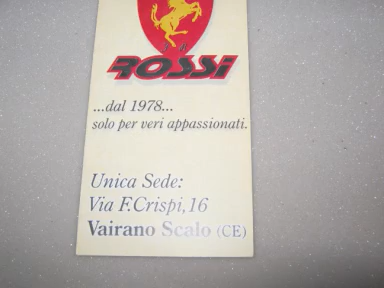 ROSSi
...dal 1978...
solo per veri appassionati.
Unica Sede:
Via F.Crispi,16
Vairano Scalo (CE)